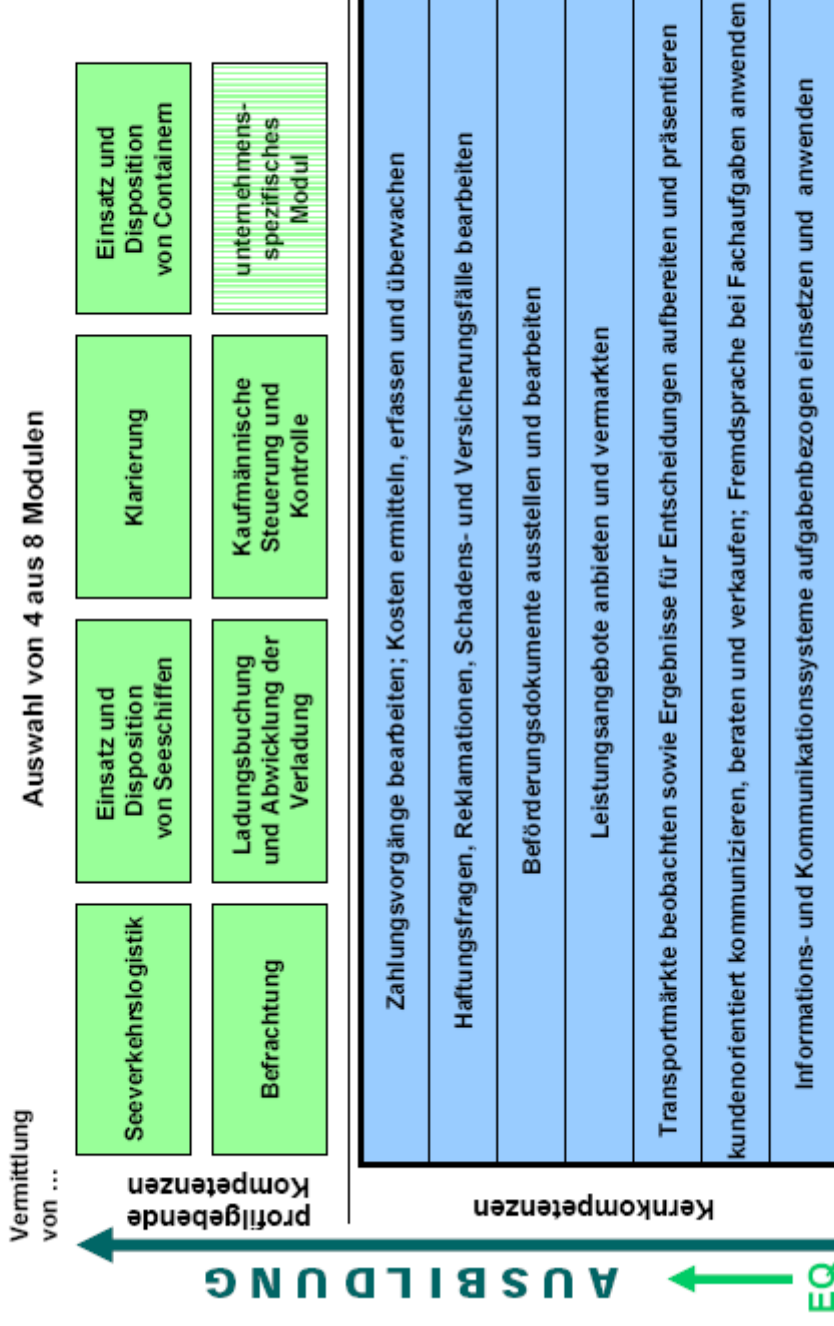 Vermittlung
von ...
Auswahl von 4 aus 8 Modulen
profilgebende
Kompetenzen
Seeverkehrslogistik
Einsatz und
Disposition
von Seeschiffen
Klarierung
Einsatz und
Disposition
von Containern
Befrachtung
Ladungsbuchung
und Abwicklung der
Verladung
Kaufmännische
Steuerung und
Kontrolle
unternehmens-
spezifisches
Modul
Kernkompetenzen
Zahlungsvorgänge bearbeiten; Kosten ermitteln, erfassen und überwachen
Haftungsfragen, Reklamationen, Schadens- und Versicherungsfälle bearbeiten
Beförderungsdokumente ausstellen und bearbeiten
Leistungsangebote anbieten und vermarkten
Transportmärkte beobachten sowie Ergebnisse für Entscheidungen aufbereiten und präsentieren
kundenorientiert kommunizieren, beraten und verkaufen; Fremdsprache bei Fachaufgaben anwenden
Informations- und Kommunikationssysteme aufgabenbezogen einsetzen und anwenden
AUSBILDUNG
EQ